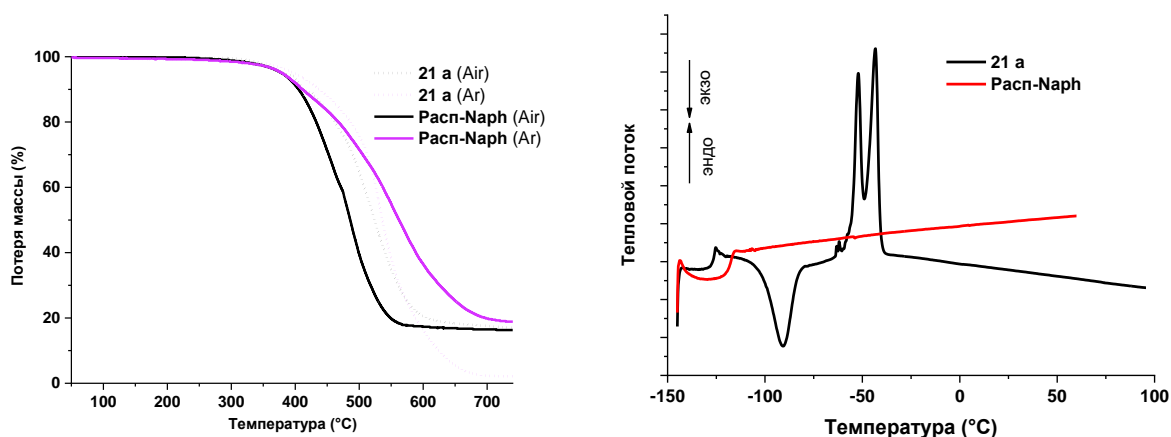 100
80
60
40
20
0
Потеря массы (%)
21 a (Air)
21 a (Ar)
Расп-Naph (Air)
Расп-Naph (Ar)
100 200 300 400 500 600 700
Температура (°C)
Тепловой поток
экзо
эндо
21 a
Расп-Naph
-150 -100 -50 0 50 100
Температура (°C)